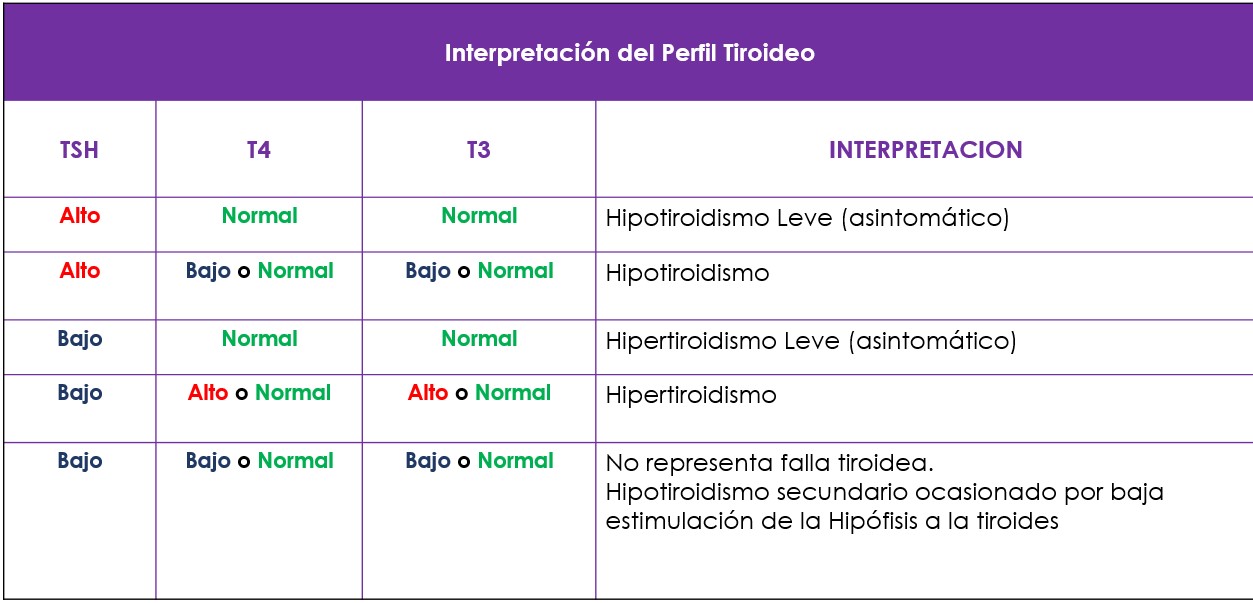 Interpretación del Perfil Tiroideo
TSH T4 T3 INTERPRETACION
Alto Normal Normal Hipotiroidismo Leve (asintomático)
Alto Bajo o Normal Bajo o Normal Hipotiroidismo
Bajo Normal Normal Hipertiroidismo Leve (asintomático)
Bajo Alto o Normal Alto o Normal Hipertiroidismo
Bajo Bajo o Normal Bajo o Normal No representa falla tiroidea.
Hipotiroidismo secundario ocasionado por baja
estimulación de la Hipófisis a la tiroides